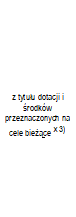 z tytułu dotacji i
środków
przeznaczonych na
cele bieżące x 3)